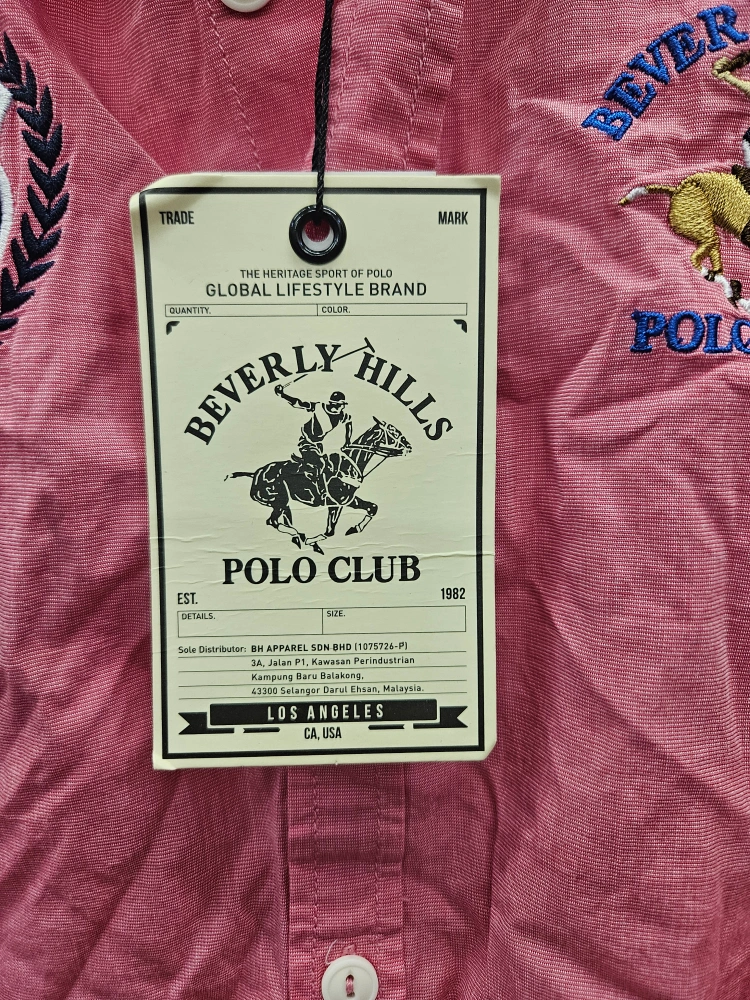 TRADE MARK
THE HERITAGE SPORT OF POLO
GLOBAL LIFESTYLE BRAND
QUANTITY. COLOR.
BEVERLY HILLS
POLO CLUB
EST. 1982
DETAILS. SIZE.
Sole Distributor: BH APPAREL SDN BHD (1075726-P)
3A, Jalan P1, Kawasan Perindustrian
Kampung Baru Balakong,
43300 Selangor Darul Ehsan, Malaysia.
LOS ANGELES
CA, USA
BEVER
POLO